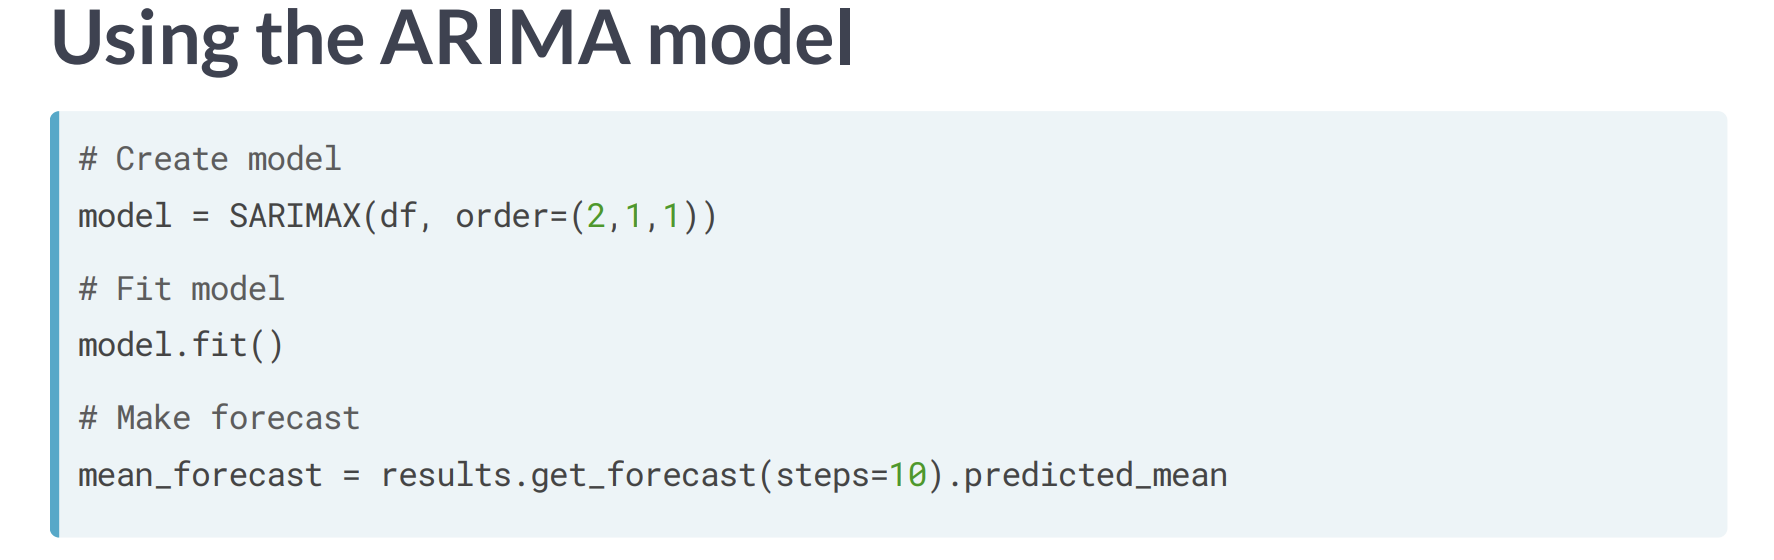 Using the ARIMA model
# Create model
model = SARIMAX(df, order=(2,1,1))
# Fit model
model.fit()
# Make forecast
mean_forecast = results.get_forecast(steps=10).predicted_mean